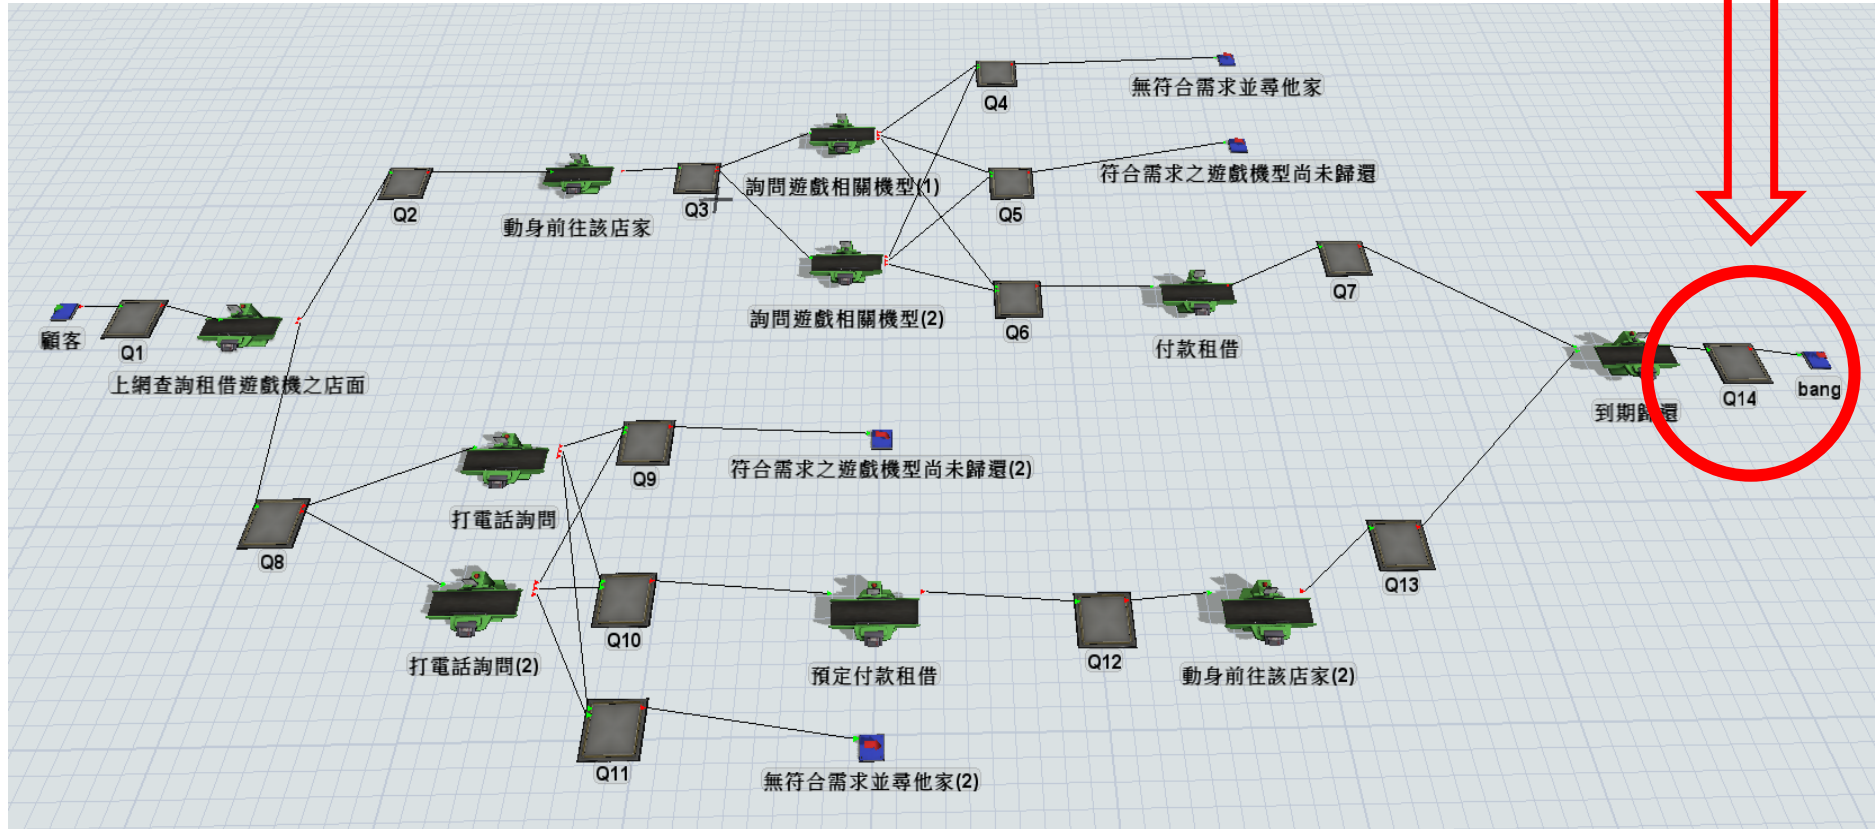 Q4
無符合需求並尋他家
Q2
動身前往該店家
Q3
詢問遊戲相關機型(1)
Q5
符合需求之遊戲機型尚未歸還
詢問遊戲相關機型(2)
Q6
付款租借
Q7
顧客
Q1
上網查詢租借遊戲機之店面
到期歸還
Q14
bang
Q8
打電話詢問
Q9
符合需求之遊戲機型尚未歸還(2)
打電話詢問(2)
Q10
預定付款租借
Q12
動身前往該店家(2)
Q13
Q11
無符合需求並尋他家(2)